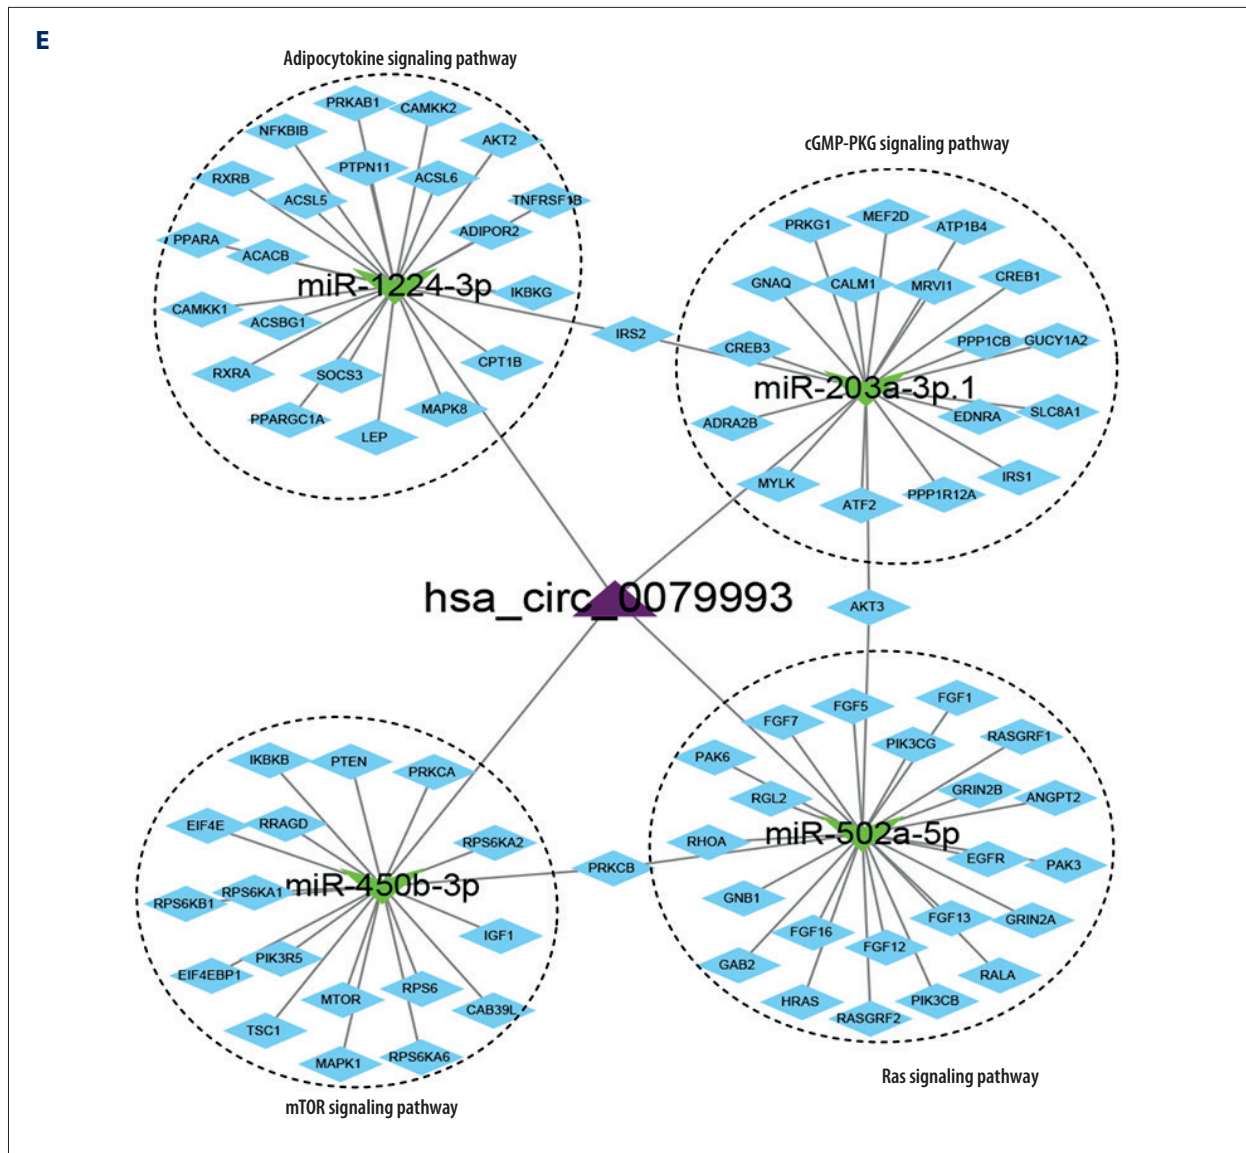 E
Adipocytokine signaling pathway
PRKAB1
CAMKK2
NFKBIB
AKT2
PTPN11
ACSL6
RXRB
ACSL5
TNFRSF1B
ADIPOR2
PPARA
ACACB
miR-1224-3p
IKBKG
CAMKK1
ACSBG1
IRS2
CPT1B
RXRA
SOCS3
MAPK8
PPARGC1A
LEP
cGMP-PKG signaling pathway
MEF2D
PRKG1
ATP1B4
GNAQ
CALM1
MRVI1
CREB1
CREB3
PPP1CB
GUCY1A2
miR-203a-3p.1
ADRA2B
EDNRA
SLC8A1
MYLK
IRS1
ATF2
PPP1R12A
hsa_circ_0079993
AKT3
IKBKB
PTEN
PRKCA
EIF4E
RRAGD
RPS6KA2
PRKCB
miR-450b-3p
RPS6KB1
RPS6KA1
IGF1
PIK3R5
EIF4EBP1
MTOR
RPS6
CAB39L
TSC1
MAPK1
RPS6KA6
mTOR signaling pathway
FGF1
FGF5
FGF7
PIK3CG
RASGRF1
PAK6
RGL2
GRIN2B
ANGPT2
RHOA
miR-502a-5p
EGFR
PAK3
GNB1
FGF13
GRIN2A
FGF16
FGF12
GAB2
RALA
HRAS
PIK3CB
RASGRF2
Ras signaling pathway